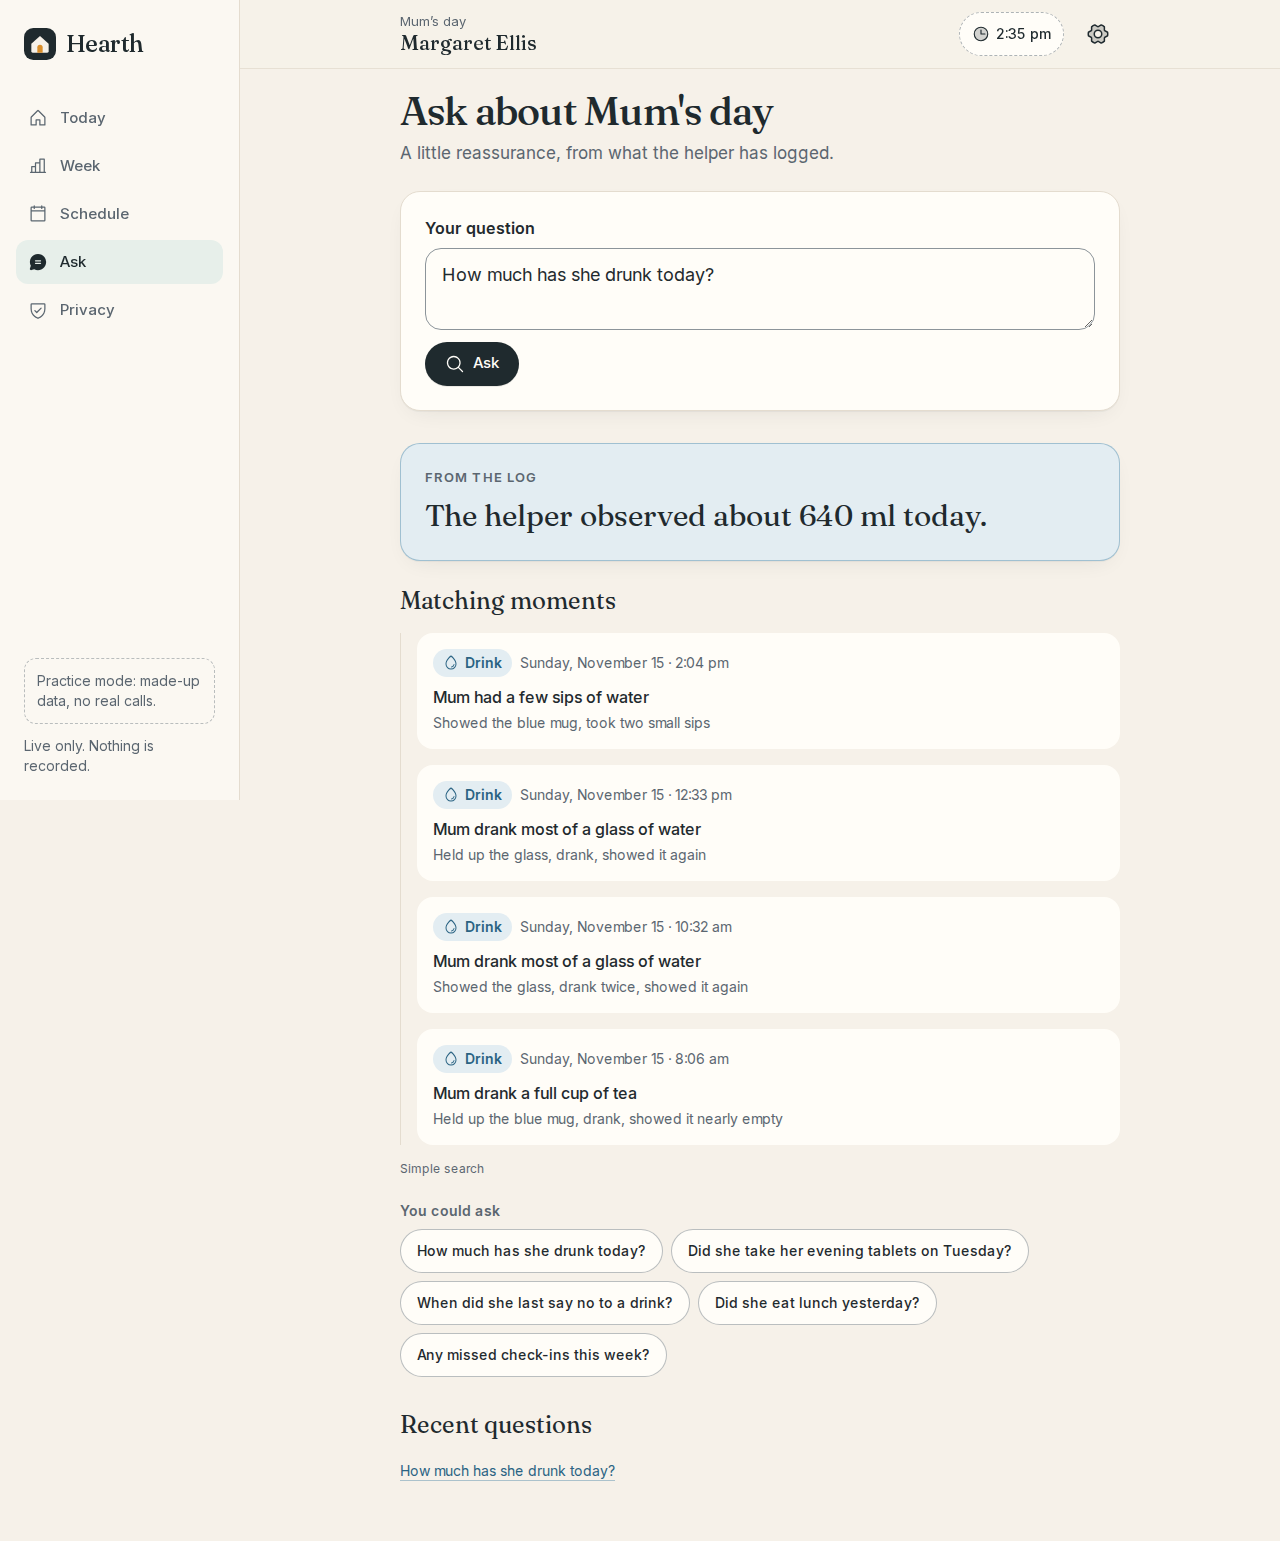 Hearth
Today
Week
Schedule
Ask
Privacy
Practice mode: made-up
data, no real calls.
Live only. Nothing is
recorded.
Mum's day
Margaret Ellis
2:35 pm
Ask about Mum's day
A little reassurance, from what the helper has logged.
Your question
How much has she drunk today?
Ask
FROM THE LOG
The helper observed about 640 ml today.
Matching moments
Drink Sunday, November 15 · 2:04 pm
Mum had a few sips of water
Showed the blue mug, took two small sips
Drink Sunday, November 15 · 12:33 pm
Mum drank most of a glass of water
Held up the glass, drank, showed it again
Drink Sunday, November 15 · 10:32 am
Mum drank most of a glass of water
Showed the glass, drank twice, showed it again
Drink Sunday, November 15 · 8:06 am
Mum drank a full cup of tea
Held up the blue mug, drank, showed it nearly empty
Simple search
You could ask
How much has she drunk today? Did she take her evening tablets on Tuesday?
When did she last say no to a drink? Did she eat lunch yesterday?
Any missed check-ins this week?
Recent questions
How much has she drunk today?